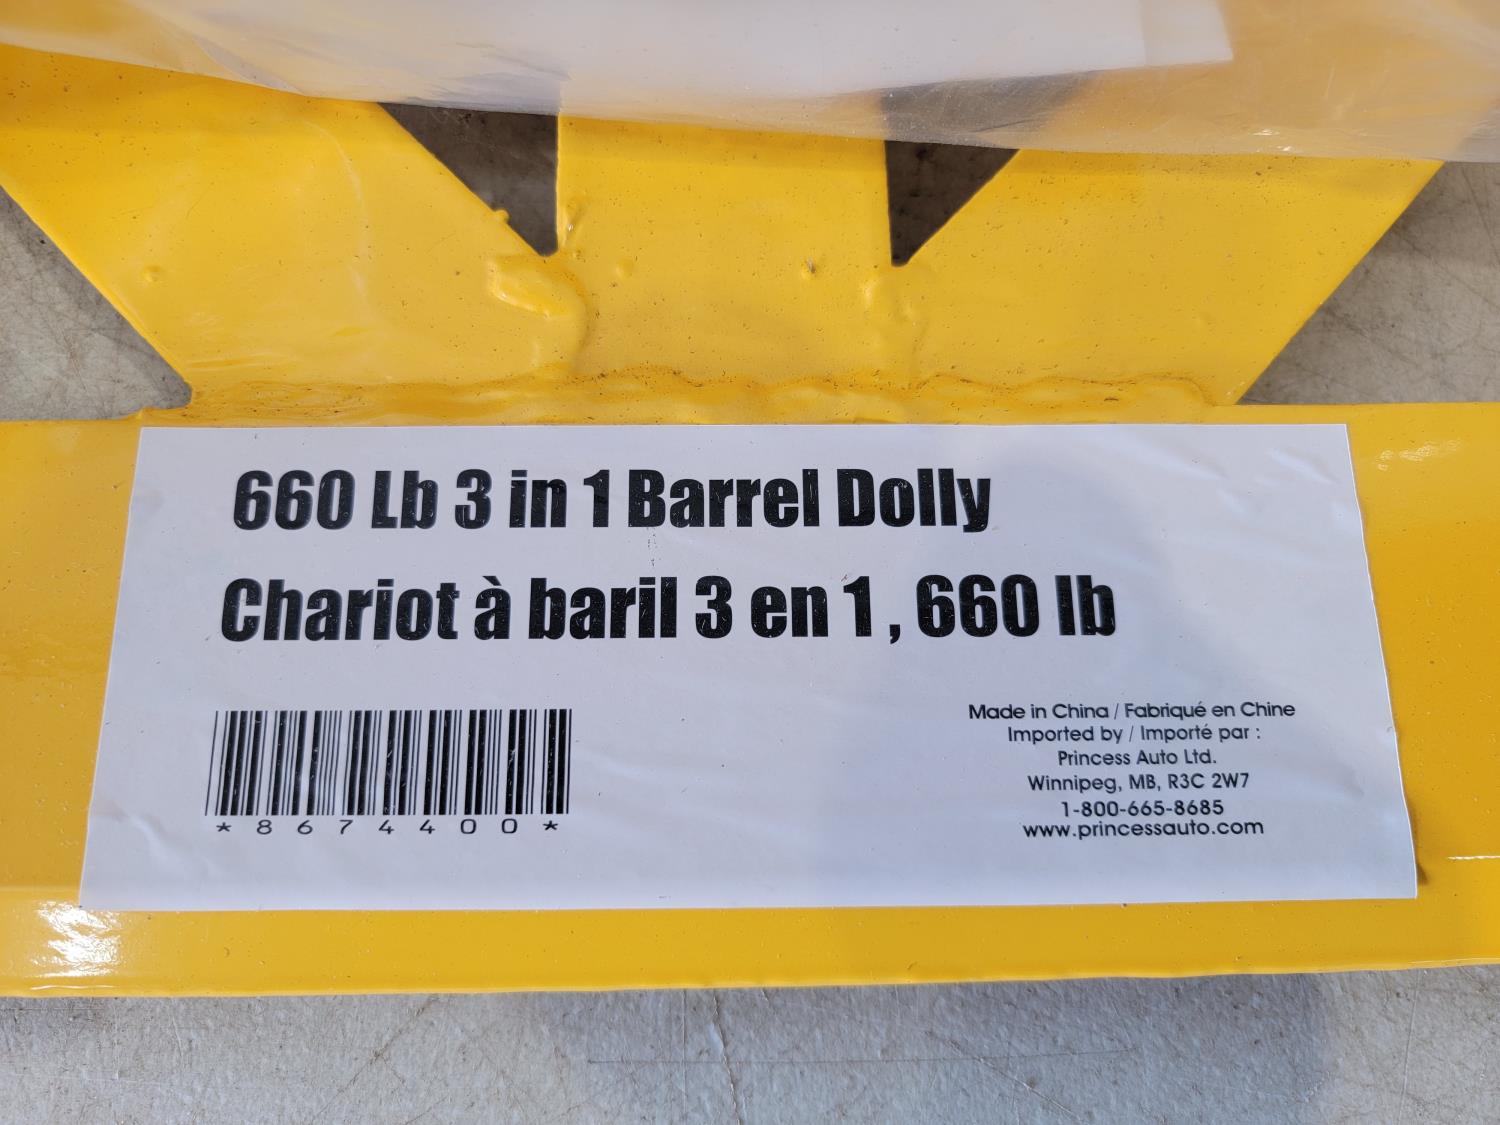 660 Lb 3 in 1 Barrel Dolly
Chariot à baril 3 en 1 , 660 lb
*8674400*
Made in China / Fabriqué en Chine
Imported by / Importé par :
Princess Auto Ltd.
Winnipeg, MB, R3C 2W7
1-800-665-8685
www.princessauto.com